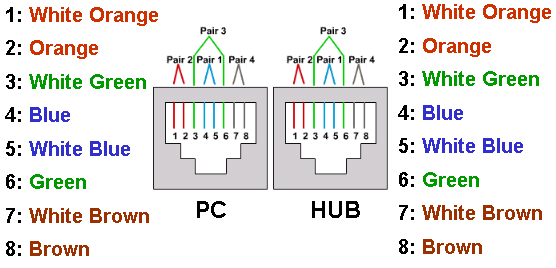 1: White Orange
2: Orange
3: White Green
4: Blue
5: White Blue
6: Green
7: White Brown
8: Brown
Pair 3
Pair 2 Pair 1 Pair 4
1 2 3 4 5 6 7 8
PC
Pair 3
Pair 2 Pair 1 Pair 4
1 2 3 4 5 6 7 8
HUB
1: White Orange
2: Orange
3: White Green
4: Blue
5: White Blue
6: Green
7: White Brown
8: Brown